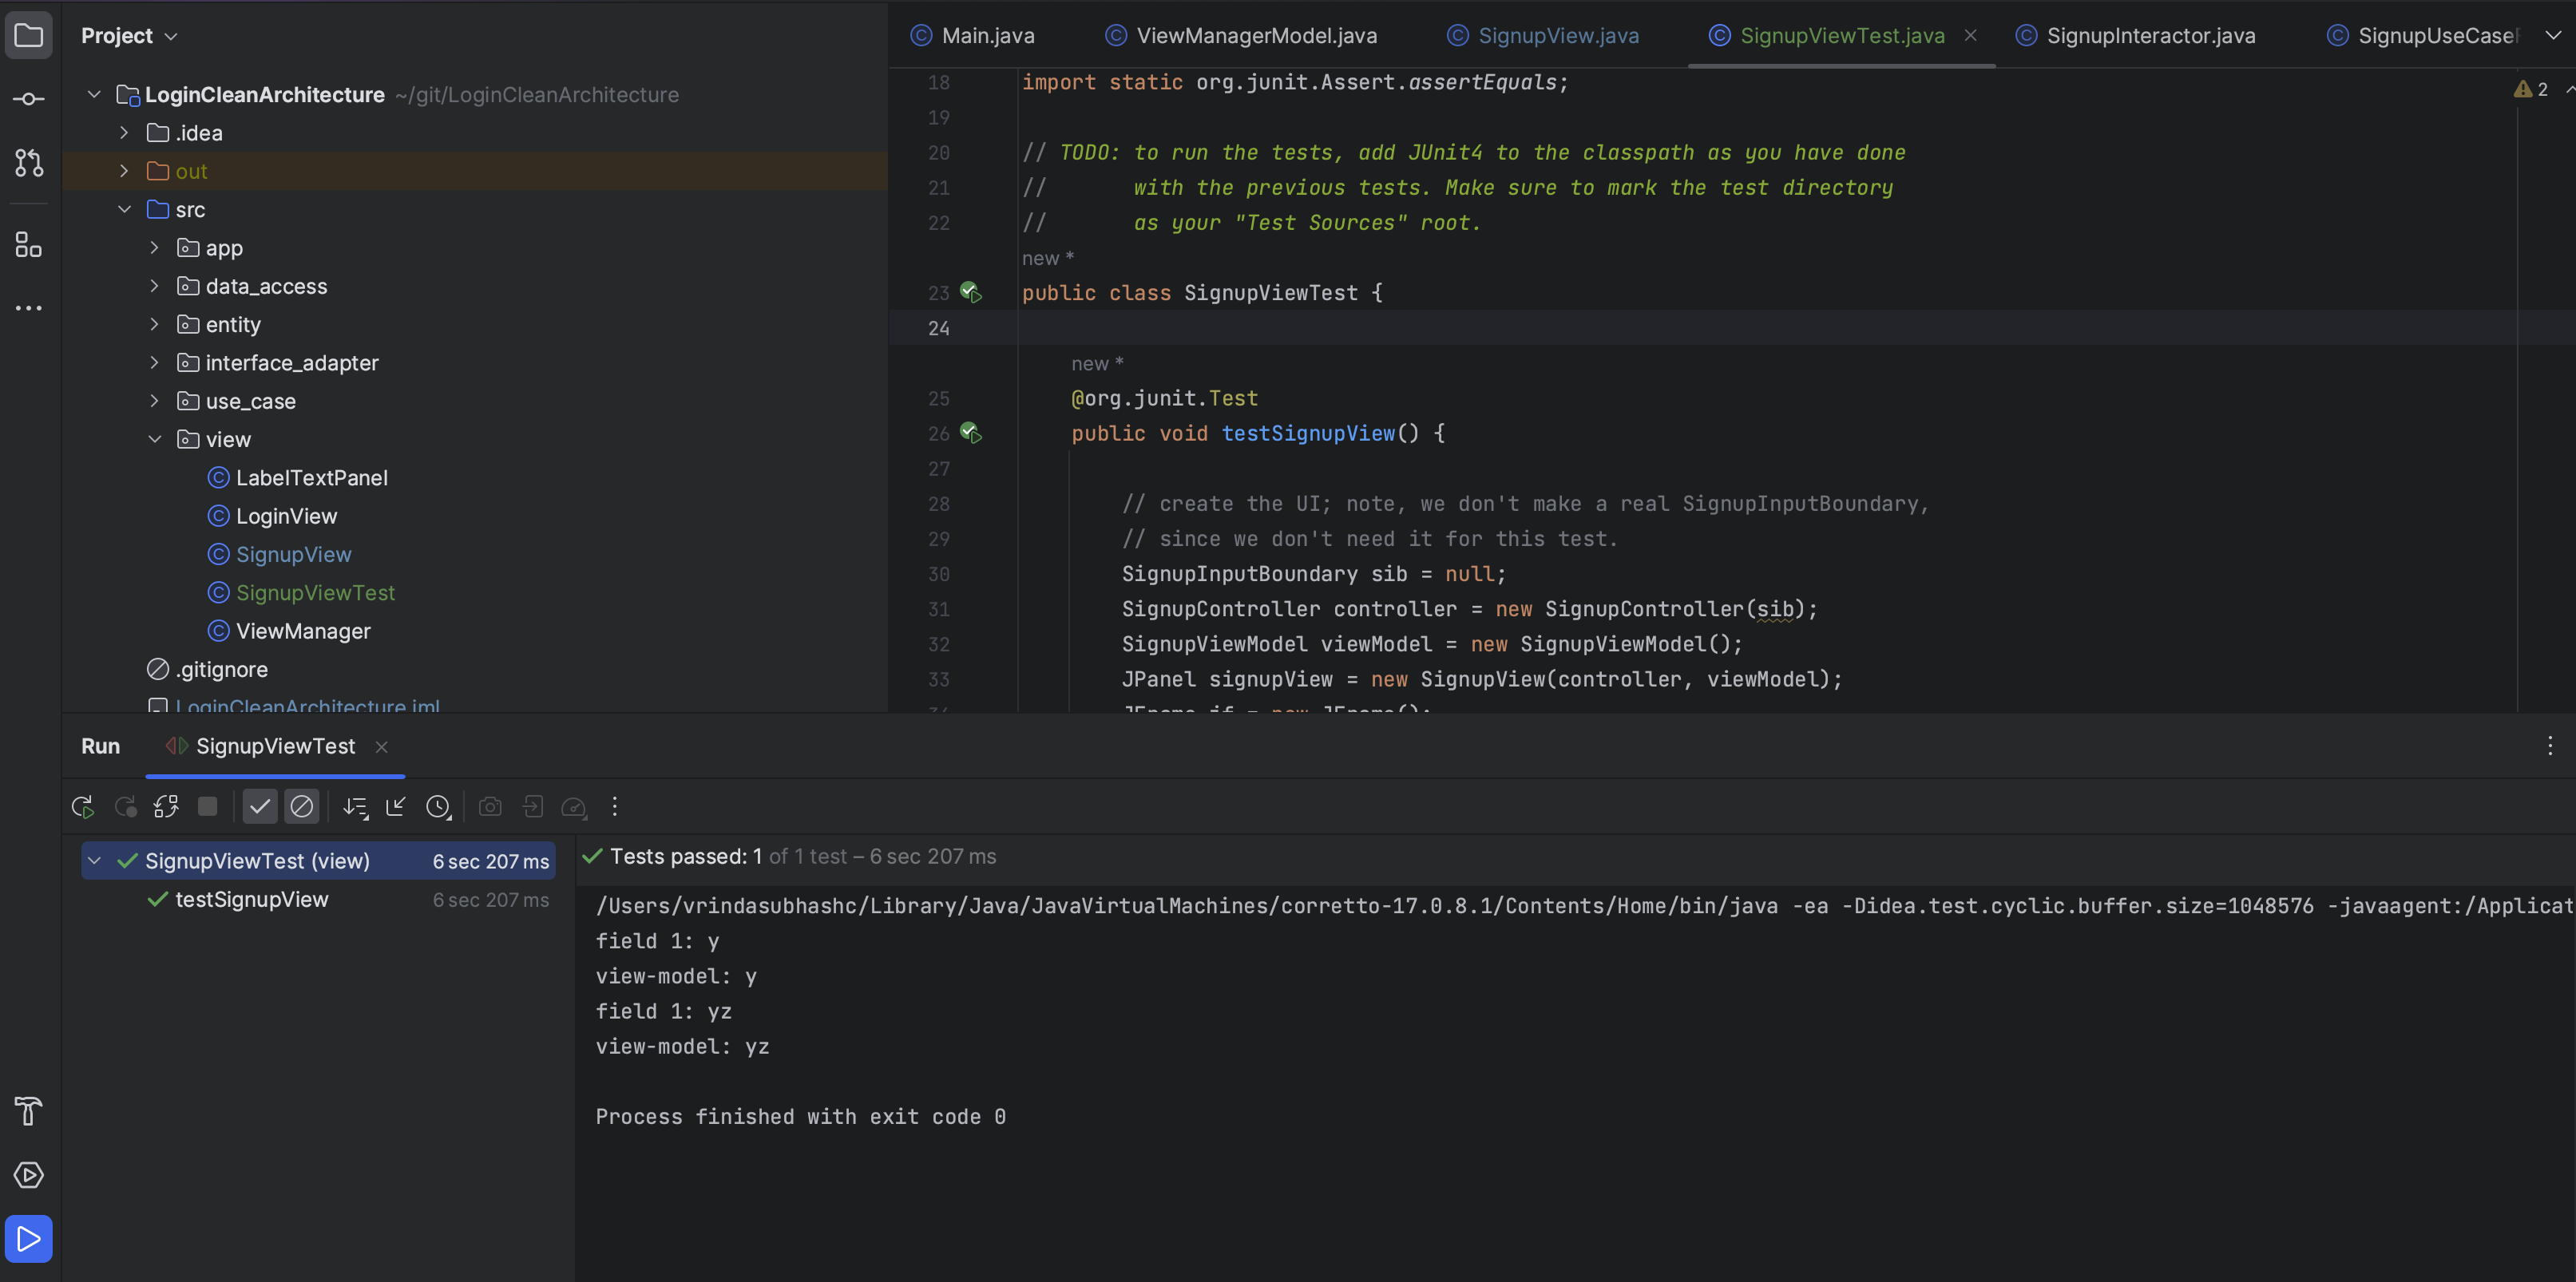 Project
Main.java
ViewManagerModel.java
SignupView.java
SignupViewTest.java
SignupInteractor.java
SignupUseCase
LoginCleanArchitecture ~/git/LoginCleanArchitecture
.idea
out
src
app
data_access
entity
interface_adapter
use_case
view
LabelTextPanel
LoginView
SignupView
SignupViewTest
ViewManager
.gitignore
LoginCleanArchitecture.iml
2
18 import static org.junit.Assert.assertEquals;
19
20 // TODO: to run the tests, add JUnit4 to the classpath as you have done
21 //       with the previous tests. Make sure to mark the test directory
22 //       as your "Test Sources" root.
new *
23 public class SignupViewTest {
24
new *
25 @org.junit.Test
26 public void testSignupView() {
27
28 // create the UI; note, we don't make a real SignupInputBoundary,
29 // since we don't need it for this test.
30 SignupInputBoundary sib = null;
31 SignupController controller = new SignupController(sib);
32 SignupViewModel viewModel = new SignupViewModel();
33 JPanel signupView = new SignupView(controller, viewModel);
34 JFrame jf = new JFrame();
Run
SignupViewTest
SignupViewTest (view) 6 sec 207 ms
testSignupView 6 sec 207 ms
Tests passed: 1 of 1 test – 6 sec 207 ms
/Users/vrindasubhashc/Library/Java/JavaVirtualMachines/corretto-17.0.8.1/Contents/Home/bin/java -ea -Didea.test.cyclic.buffer.size=1048576 -javaagent:/Applicat
field 1: y
view-model: y
field 1: yz
view-model: yz
Process finished with exit code 0